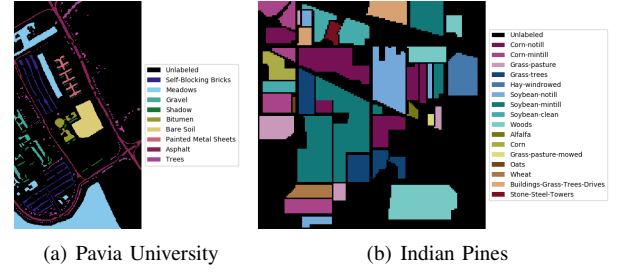 Unlabeled
Self-Blocking Bricks
Meadows
Gravel
Shadow
Bitumen
Bare Soil
Painted Metal Sheets
Asphalt
Trees
Unlabeled
Corn-notill
Corn-mintill
Grass-pasture
Grass-trees
Hay-windrowed
Soybean-notill
Soybean-mintill
Soybean-clean
Woods
Alfalfa
Corn
Grass-pasture-mowed
Oats
Wheat
Buildings-Grass-Trees-Drives
Stone-Steel-Towers
(a) Pavia University
(b) Indian Pines